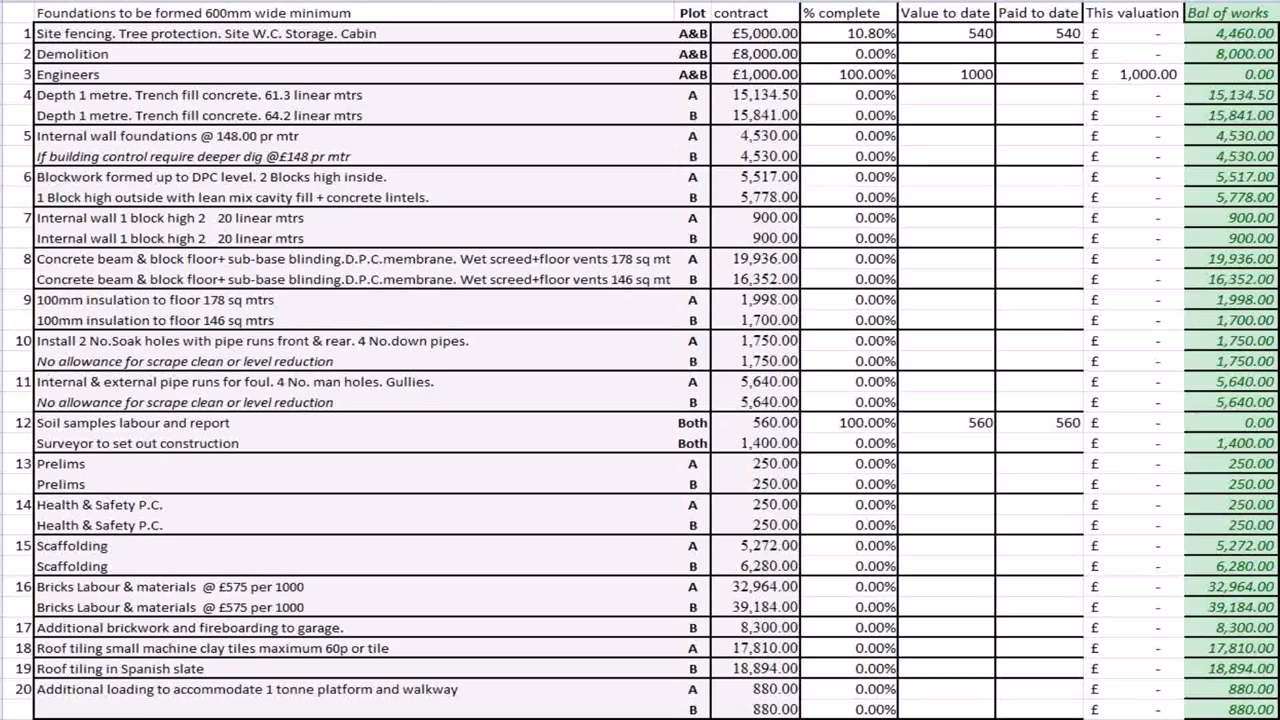 Foundations to be formed 600mm wide minimum Plot contract % complete Value to date Paid to date This valuation Bal of works
1 Site fencing. Tree protection. Site W.C. Storage. Cabin A&B £5,000.00 10.80% 540 540 £ - 4,460.00
2 Demolition A&B £8,000.00 0.00% £ - 8,000.00
3 Engineers A&B £1,000.00 100.00% 1000 £ 1,000.00 0.00
4 Depth 1 metre. Trench fill concrete. 61.3 linear mtrs A 15,134.50 0.00% £ - 15,134.50
Depth 1 metre. Trench fill concrete. 64.2 linear mtrs B 15,841.00 0.00% £ - 15,841.00
5 Internal wall foundations @ 148.00 pr mtr A 4,530.00 0.00% £ - 4,530.00
If building control require deeper dig @£148 pr mtr B 4,530.00 0.00% £ - 4,530.00
6 Blockwork formed up to DPC level. 2 Blocks high inside. A 5,517.00 0.00% £ - 5,517.00
1 Block high outside with lean mix cavity fill + concrete lintels. B 5,778.00 0.00% £ - 5,778.00
7 Internal wall 1 block high 2 20 linear mtrs A 900.00 0.00% £ - 900.00
Internal wall 1 block high 2 20 linear mtrs B 900.00 0.00% £ - 900.00
8 Concrete beam & block floor+ sub-base blinding.D.P.C.membrane. Wet screed+floor vents 178 sq mt A 19,936.00 0.00% £ - 19,936.00
Concrete beam & block floor+ sub-base blinding.D.P.C.membrane. Wet screed+floor vents 146 sq mt B 16,352.00 0.00% £ - 16,352.00
9 100mm insulation to floor 178 sq mtrs A 1,998.00 0.00% £ - 1,998.00
100mm insulation to floor 146 sq mtrs B 1,700.00 0.00% £ - 1,700.00
10 Install 2 No.Soak holes with pipe runs front & rear. 4 No.down pipes. A 1,750.00 0.00% £ - 1,750.00
No allowance for scrape clean or level reduction B 1,750.00 0.00% £ - 1,750.00
11 Internal & external pipe runs for foul. 4 No. man holes. Gullies. A 5,640.00 0.00% £ - 5,640.00
No allowance for scrape clean or level reduction B 5,640.00 0.00% £ - 5,640.00
12 Soil samples labour and report Both 560.00 100.00% 560 560 £ - 0.00
Surveyor to set out construction Both 1,400.00 0.00% £ - 1,400.00
13 Prelims A 250.00 0.00% £ - 250.00
Prelims B 250.00 0.00% £ - 250.00
14 Health & Safety P.C. A 250.00 0.00% £ - 250.00
Health & Safety P.C. B 250.00 0.00% £ - 250.00
15 Scaffolding A 5,272.00 0.00% £ - 5,272.00
Scaffolding B 6,280.00 0.00% £ - 6,280.00
16 Bricks Labour & materials @ £575 per 1000 A 32,964.00 0.00% £ - 32,964.00
Bricks Labour & materials @ £575 per 1000 B 39,184.00 0.00% £ - 39,184.00
17 Additional brickwork and fireboarding to garage. B 8,300.00 0.00% £ - 8,300.00
18 Roof tiling small machine clay tiles maximum 60p or tile A 17,810.00 0.00% £ - 17,810.00
19 Roof tiling in Spanish slate B 18,894.00 0.00% £ - 18,894.00
20 Additional loading to accommodate 1 tonne platform and walkway A 880.00 0.00% £ - 880.00
B 880.00 0.00% £ - 880.00